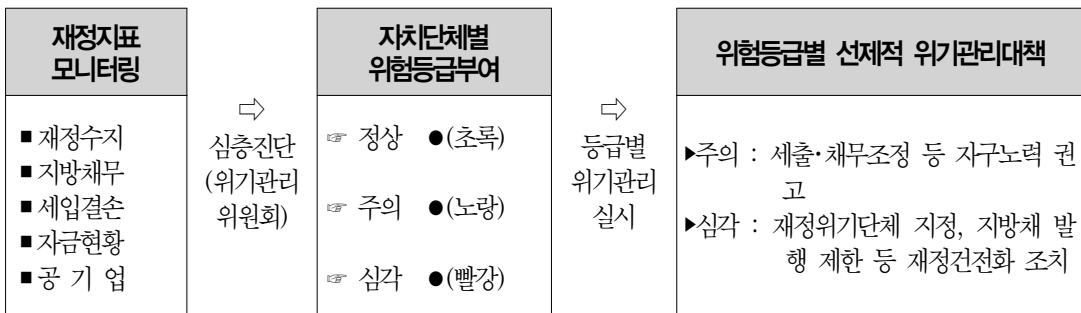 재정지표
모니터링
■ 재정수지
■ 지방채무
■ 세입결손
■ 자금현황
■ 공 기 업
⇨
심층진단
(위기관리
위원회)
자치단체별
위험등급부여
☞ 정상 ●(초록)
☞ 주의 ●(노랑)
☞ 심각 ●(빨강)
⇨
등급별
위기관리
실시
위험등급별 선제적 위기관리대책
▶주의 : 세출·채무조정 등 자구노력 권
고
▶심각 : 재정위기단체 지정, 지방채 발
행 제한 등 재정건전화 조치